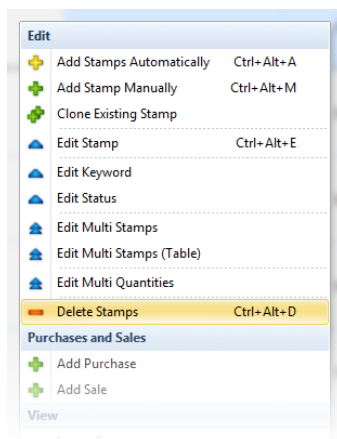 Edit
Add Stamps Automatically Ctrl+Alt+A
Add Stamp Manually Ctrl+Alt+M
Clone Existing Stamp
Edit Stamp Ctrl+Alt+E
Edit Keyword
Edit Status
Edit Multi Stamps
Edit Multi Stamps (Table)
Edit Multi Quantities
Delete Stamps Ctrl+Alt+D
Purchases and Sales
Add Purchase
Add Sale
View